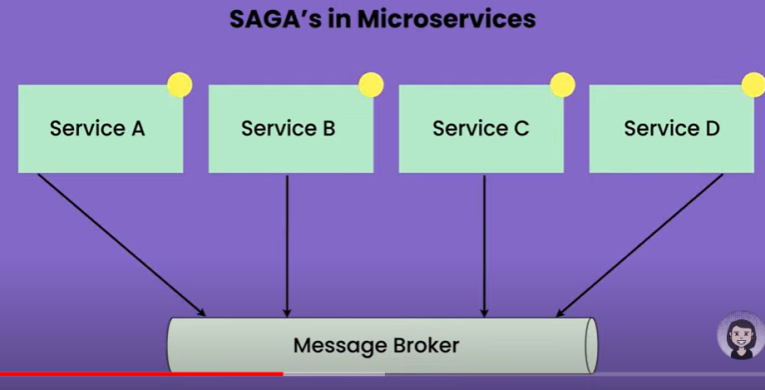 SAGA's in Microservices
Service A
Service B
Service C
Service D
Message Broker